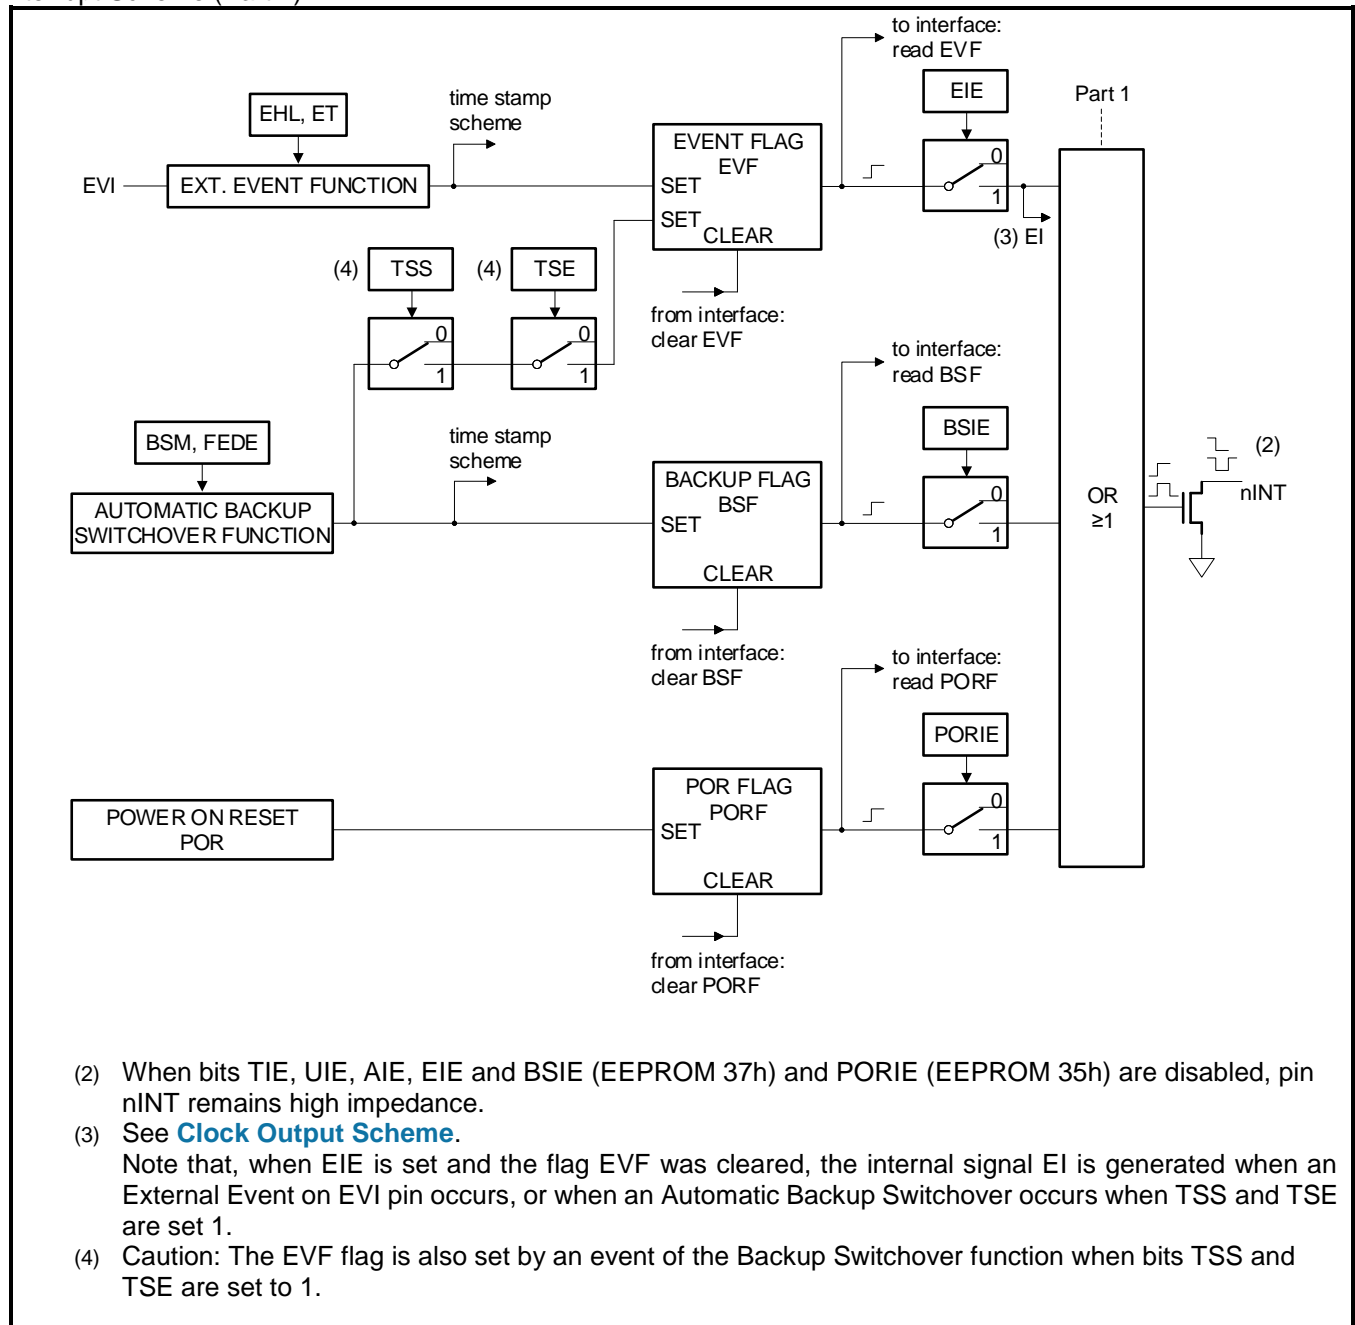 to interface:
read EVF
EIE
Part 1
time stamp
scheme
EHL, ET
EVENT FLAG
EVF
0
1
EVI
EXT. EVENT FUNCTION
SET
SET
CLEAR
(3) EI
(4)
TSS
(4)
TSE
from interface:
clear EVF
0
1
0
1
to interface:
read BSF
BSM, FEDE
time stamp
scheme
BSIE
(2)
BACKUP FLAG
BSF
0
1
nINT
OR
≥1
AUTOMATIC BACKUP
SWITCHOVER FUNCTION
SET
CLEAR
from interface:
clear BSF
to interface:
read PORF
PORIE
POR FLAG
PORF
0
1
POWER ON RESET
POR
SET
CLEAR
from interface:
clear PORF
(2) When bits TIE, UIE, AIE, EIE and BSIE (EEPROM 37h) and PORIE (EEPROM 35h) are disabled, pin
nINT remains high impedance.
(3) See Clock Output Scheme.
Note that, when EIE is set and the flag EVF was cleared, the internal signal EI is generated when an
External Event on EVI pin occurs, or when an Automatic Backup Switchover occurs when TSS and TSE
are set 1.
(4) Caution: The EVF flag is also set by an event of the Backup Switchover function when bits TSS and
TSE are set to 1.